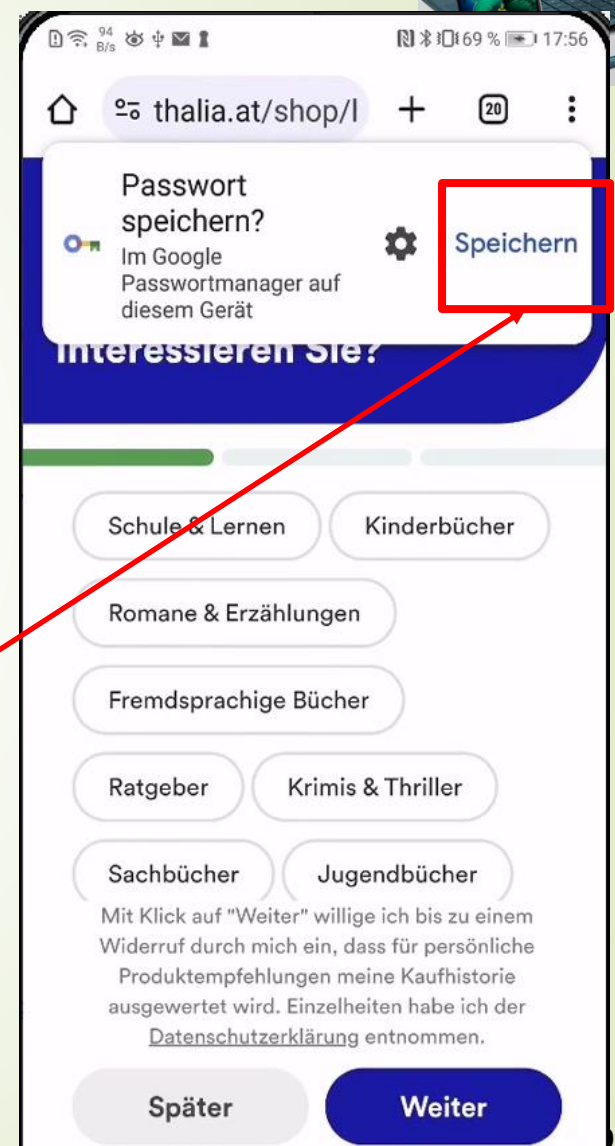 94
B/s
69 %
17:56
thalia.at/shop/l
20
Passwort
speichern?
Im Google
Passwortmanager auf
diesem Gerät
Speichern
interessieren Sie?
Schule & Lernen
Kinderbücher
Romane & Erzählungen
Fremdsprachige Bücher
Ratgeber
Krimis & Thriller
Sachbücher
Jugendbücher
Mit Klick auf "Weiter" willige ich bis zu einem
Widerruf durch mich ein, dass für persönliche
Produktempfehlungen meine Kaufhistorie
ausgewertet wird. Einzelheiten habe ich der
Datenschutzerklärung entnommen.
Später
Weiter